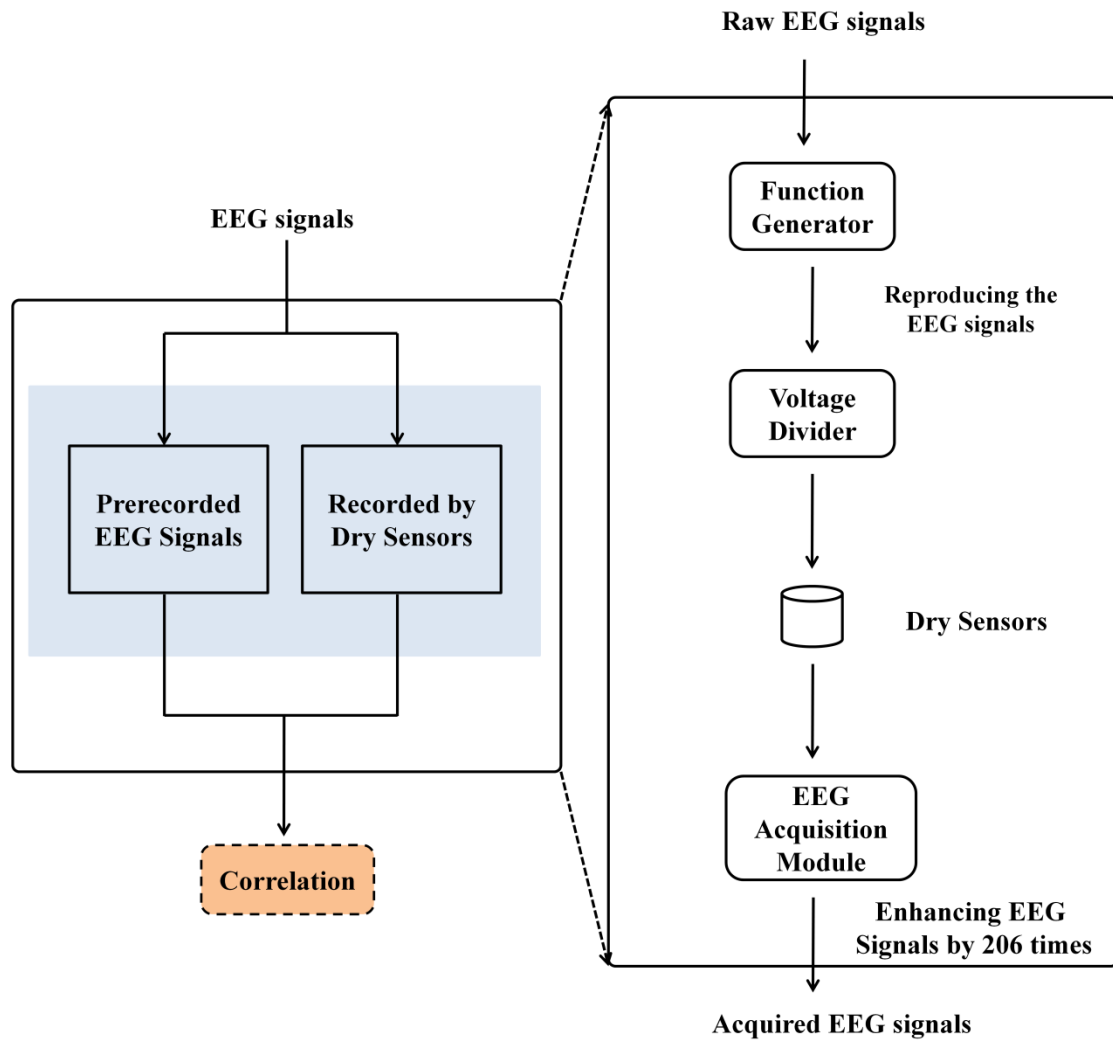 EEG signals
Prerecorded
EEG Signals
Recorded by
Dry Sensors
Correlation
Raw EEG signals
Function
Generator
Reproducing the
EEG signals
Voltage
Divider
Dry Sensors
EEG
Acquisition
Module
Enhancing EEG
Signals by 206 times
Acquired EEG signals